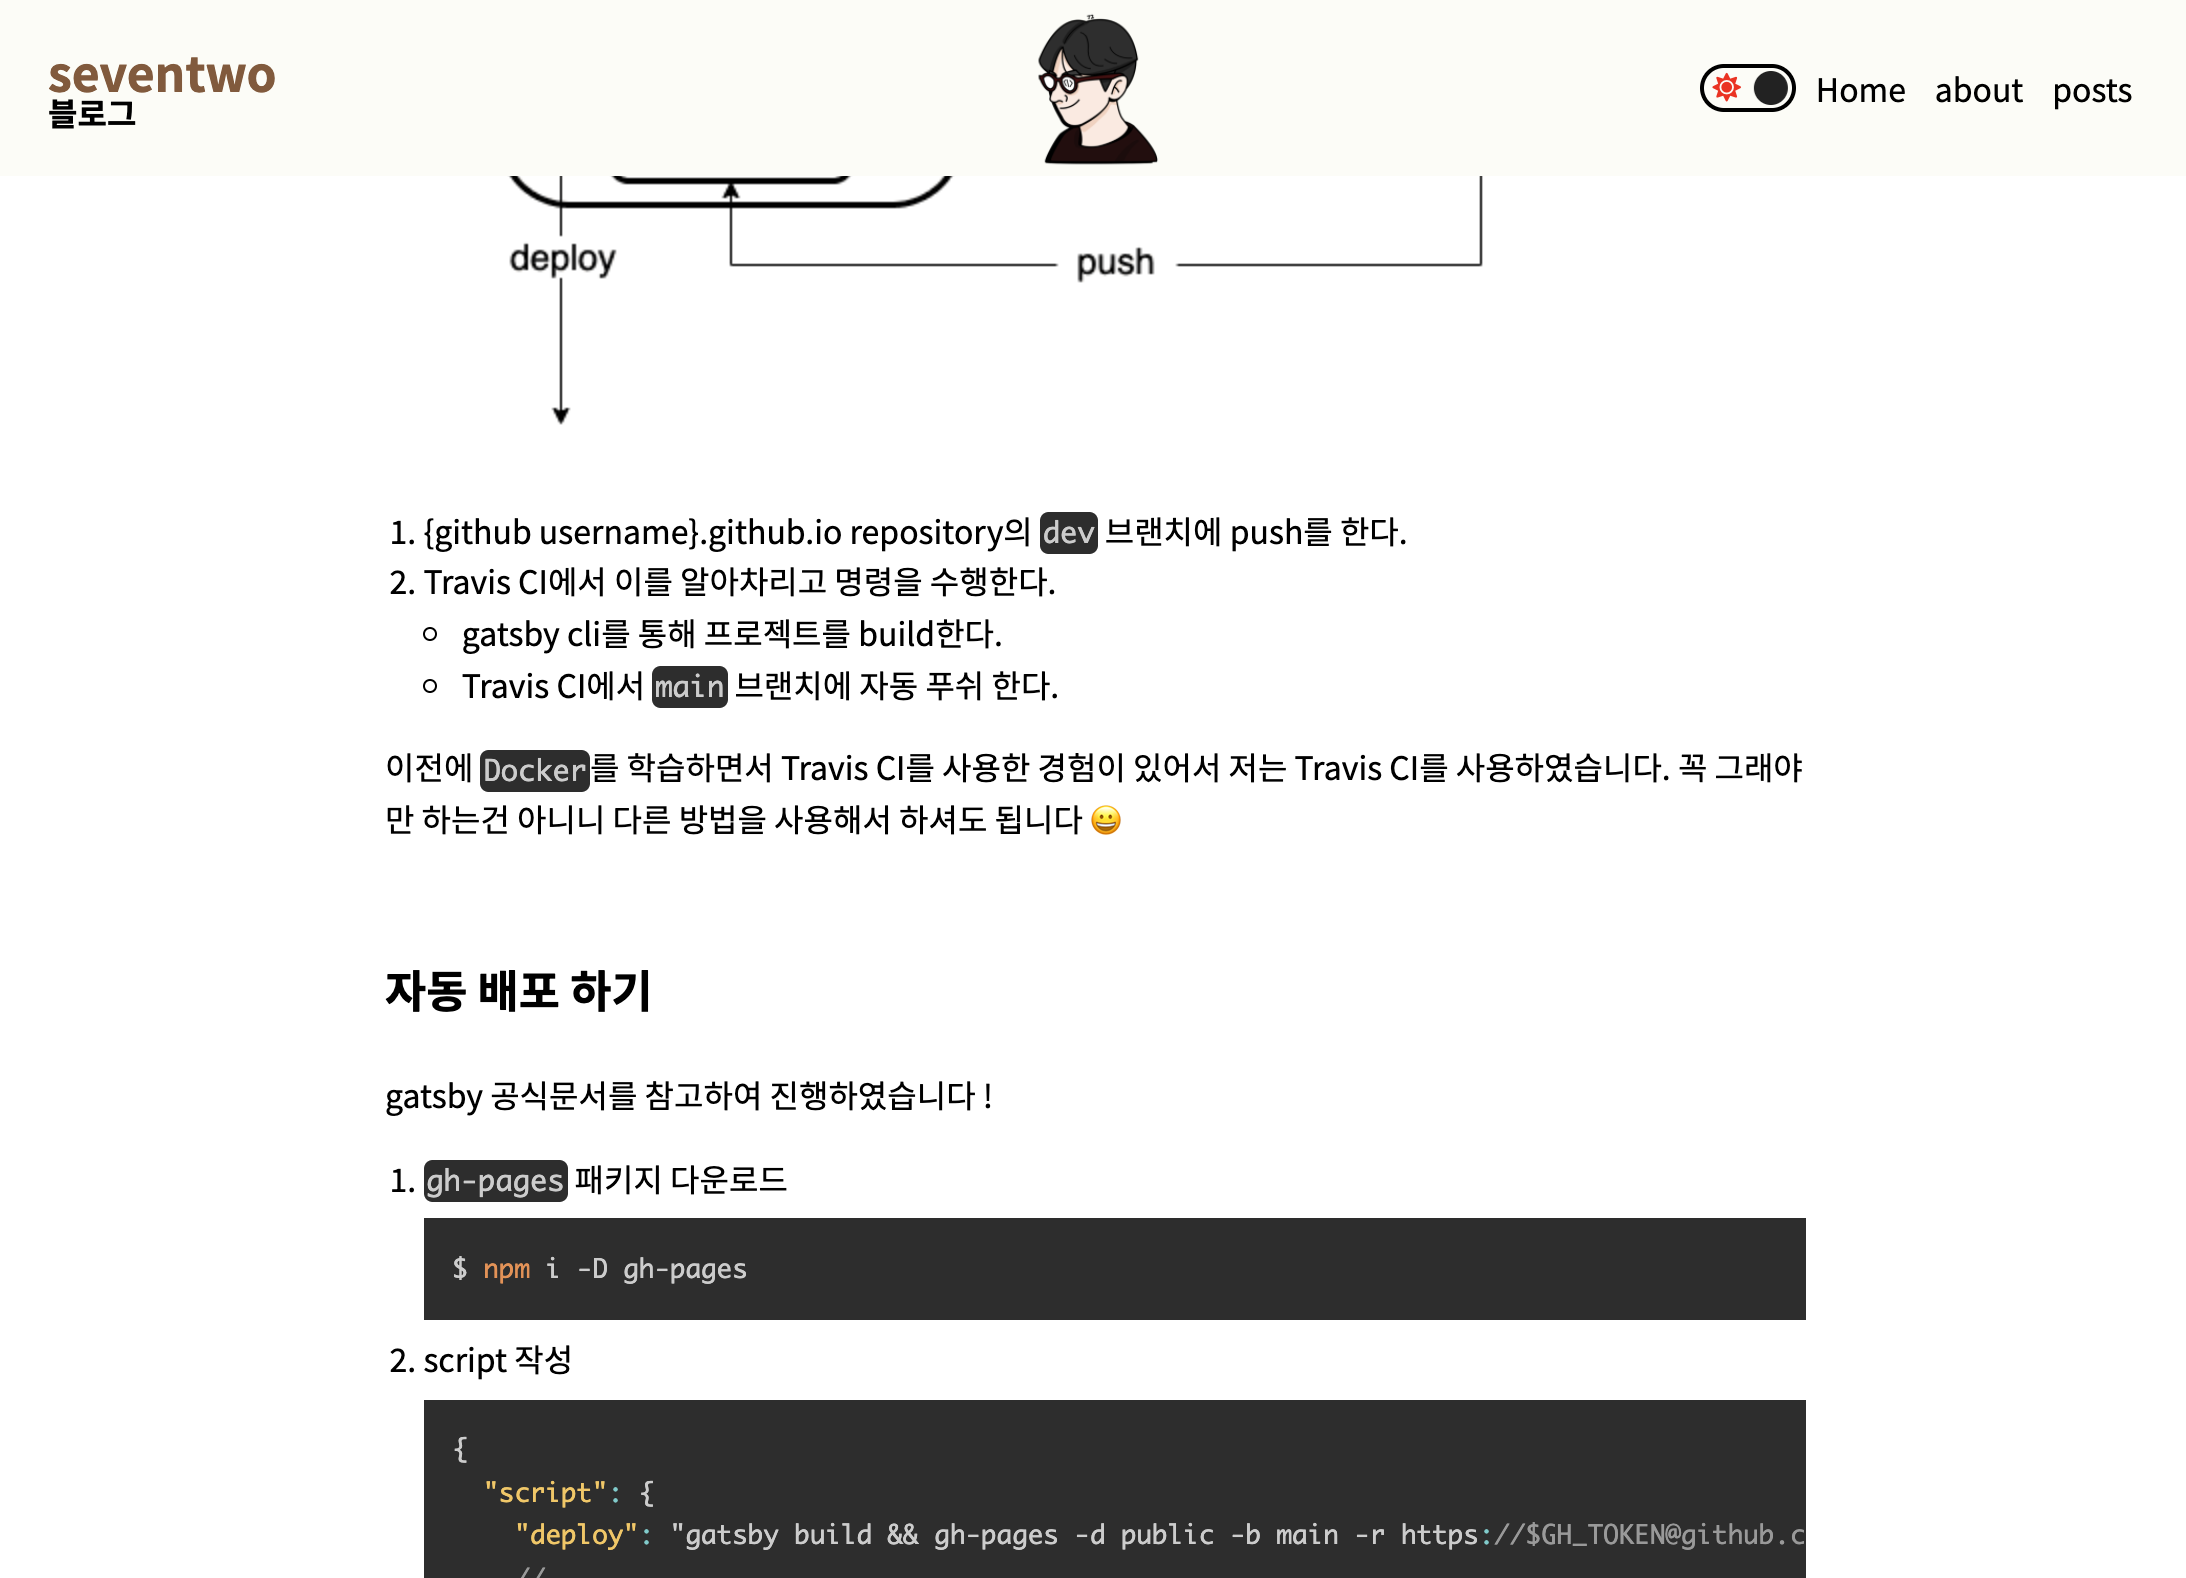 seventwo
블로그
Home about posts
deploy
push
1. {github username}.github.io repository의 dev 브랜치에 push를 한다.
2. Travis CI에서 이를 알아차리고 명령을 수행한다.
gatsby cli를 통해 프로젝트를 build한다.
Travis CI에서 main 브랜치에 자동 푸쉬 한다.
이전에 Docker를 학습하면서 Travis CI를 사용한 경험이 있어서 저는 Travis CI를 사용하였습니다. 꼭 그래야
만 하는건 아니니 다른 방법을 사용해서 하셔도 됩니다 😀
자동 배포 하기
gatsby 공식문서를 참고하여 진행하였습니다 !
1. gh-pages 패키지 다운로드
$ npm i -D gh-pages
2. script 작성
{
"script": {
"deploy": "gatsby build && gh-pages -d public -b main -r https://$GH_TOKEN@github.c
//